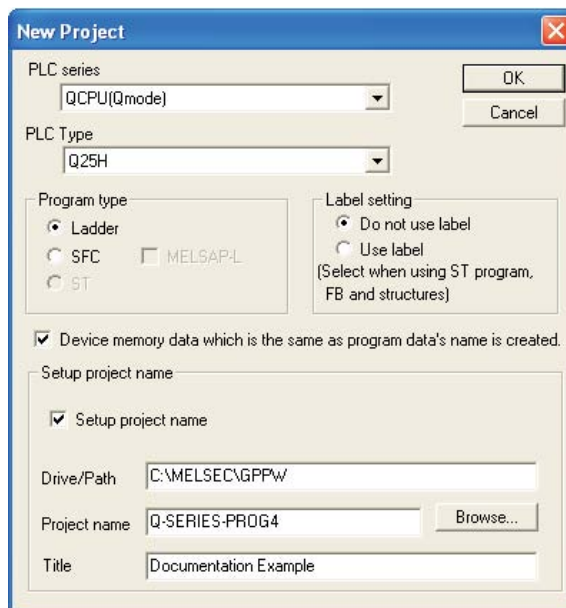 New Project
PLC series
QCPU(Qmode)
OK
Cancel
PLC Type
Q25H
Program type
Ladder
SFC
MELSAP-L
ST
Label setting
Do not use label
Use label
(Select when using ST program,
FB and structures)
Device memory data which is the same as program data's name is created.
Setup project name
Setup project name
Drive/Path
C:\MELSEC\GPPW
Project name
Q-SERIES-PROG4
Browse...
Title
Documentation Example